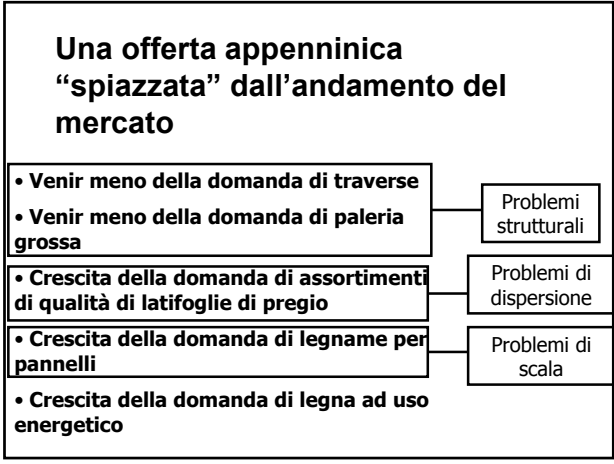 Una offerta appenninica
“spiazzata” dall’andamento del
mercato
• Venir meno della domanda di traverse
• Venir meno della domanda di paleria
grossa
Problemi
strutturali
• Crescita della domanda di assortimenti
di qualità di latifoglie di pregio
Problemi di
dispersione
• Crescita della domanda di legname per
pannelli
Problemi di
scala
• Crescita della domanda di legna ad uso
energetico